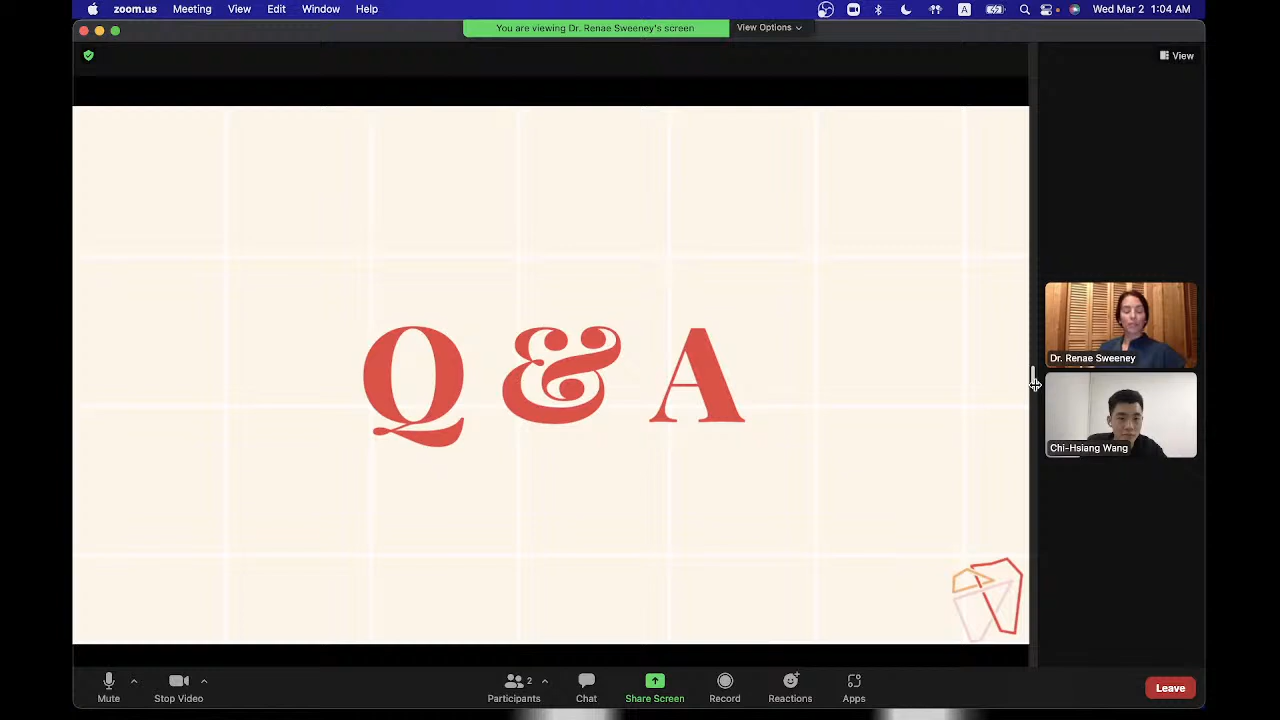 zoom.us Meeting View Edit Window Help A Wed Mar 2 1:04 AM
You are viewing Dr. Renae Sweeney's screen View Options
View
Q & A
Dr. Renae Sweeney
Chi-Hsiang Wang
2
Mute Stop Video Participants Chat Share Screen Record Reactions Apps Leave